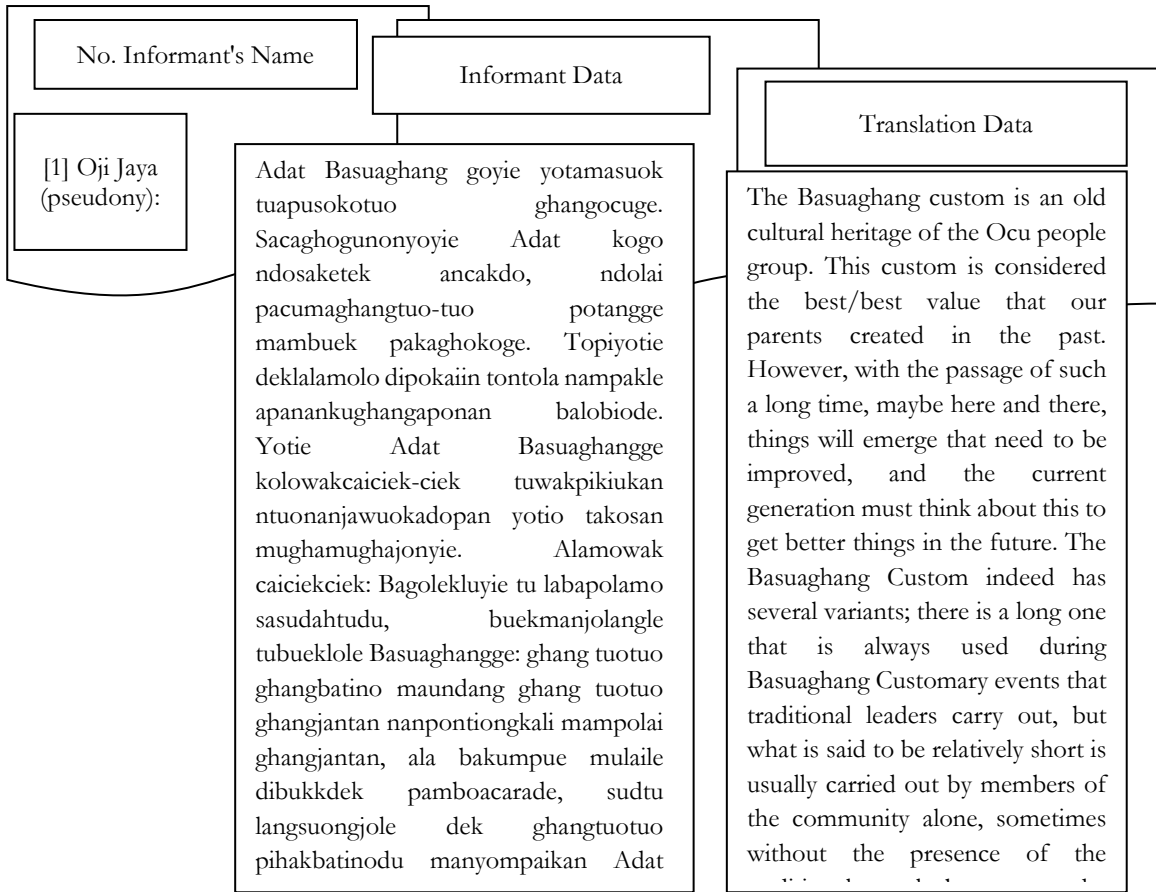 No. Informant's Name
Informant Data
Translation Data
[1] Oji Jaya
(pseudony):
Adat Basuaghang goyie yotamasuok
tuapusokotuo ghangocuge.
Sacaghogunonyoyie Adat kogo
ndosaketek ancakdo, ndolai
pacumaghangtuo-tuo potangge
mambuek pakaghokoge. Topiyotie
deklalamolo dipokaiin tontola nampakle
apanankughangaponan balobiode.
Yotie Adat Basuaghangge
kolowakcaiciek-ciek tuwakpikiukan
ntuonanjawuokadopan yotio takosan
mughamughajonyie. Alamowak
caiciekciek: Bagolekluyie tu labapolamo
sasudahtudu, buekmanjolangle
tubueklole Basuaghangge: ghang tuotuo
ghangbatino maundang ghang tuotuo
ghangjantan nanpontiongkali mampolai
ghangjantan, ala bakumpue mulaile
dibukkdek pamboacarade, sudtu
langsuongjole dek ghangtuotuo
pihakbatinodu manyompaikan Adat
The Basuaghang custom is an old
cultural heritage of the Ocu people
group. This custom is considered
the best/best value that our
parents created in the past.
However, with the passage of such
a long time, maybe here and there,
things will emerge that need to be
improved, and the current
generation must think about this to
get better things in the future. The
Basuaghang Custom indeed has
several variants; there is a long one
that is always used during
Basuaghang Customary events that
traditional leaders carry out, but
what is said to be relatively short is
usually carried out by members of
the community alone, sometimes
without the presence of the